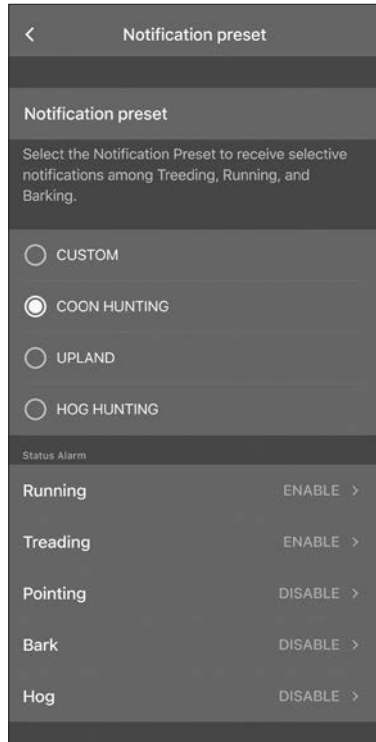 Notification preset
Notification preset
Select the Notification Preset to receive selective
notifications among Treeding, Running, and
Barking.
CUSTOM
COON HUNTING
UPLAND
HOG HUNTING
Status Alarm
Running ENABLE >
Treading ENABLE >
Pointing DISABLE >
Bark DISABLE >
Hog DISABLE >